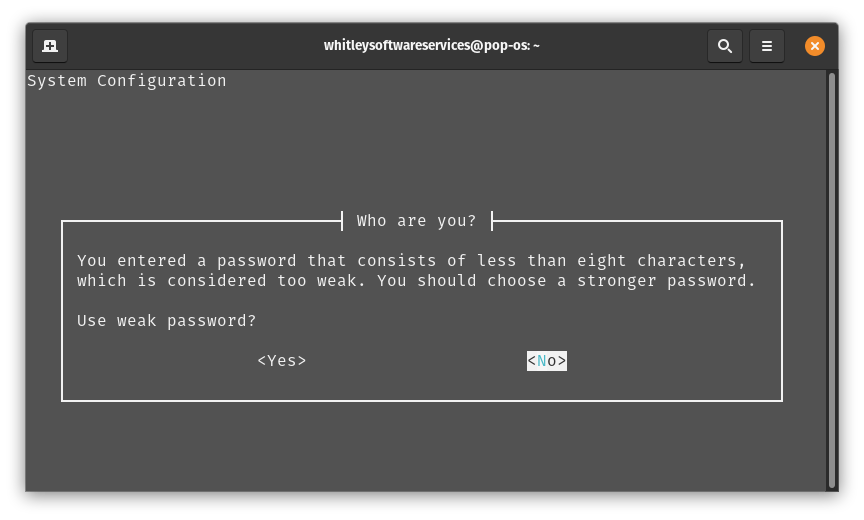 whitleysoftwareservices@pop-os: ~
System Configuration
Who are you?
You entered a password that consists of less than eight characters,
which is considered too weak. You should choose a stronger password.
Use weak password?
<Yes> <No>